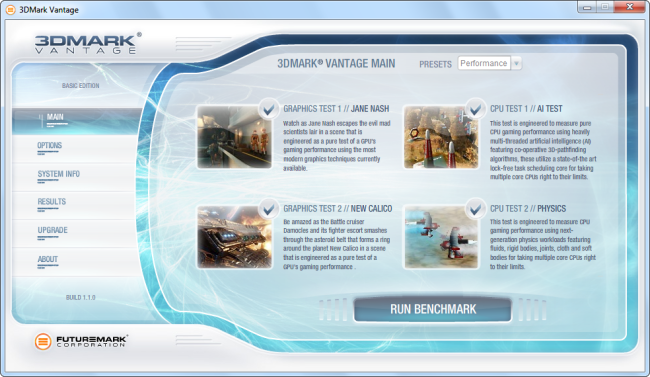 3DMark Vantage
3DMARK®
VANTAGE
3DMARK® VANTAGE MAIN
PRESETS
Performance
BASIC EDITION
MAIN
OPTIONS
SYSTEM INFO
RESULTS
UPGRADE
ABOUT
BUILD 1.1.0
GRAPHICS TEST 1 // JANE NASH
Watch as Jane Nash escapes the evil mad
scientists lair in a scene that is
engineered as a pure test of a GPU's
gaming performance using the most
modern graphics techniques currently
available.
CPU TEST 1 // AI TEST
This test is engineered to measure pure
CPU gaming performance using heavily
multi-threaded artificial intelligence (AI)
featuring co-operative 3D-pathfinding
algorithms, these utilize a state-of-the art
lock-free task scheduling core for taking
multiple core CPUs right to their limits.
GRAPHICS TEST 2 // NEW CALICO
Be amazed as the Battle cruiser
Damocles and its fighter escort smashes
through the asteroid belt that forms a ring
around the planet New Calico in a scene
that is engineered as a pure test of a
GPU's gaming performance .
CPU TEST 2 // PHYSICS
This test is engineered to measure CPU
gaming performance using next-
generation physics workloads featuring
fluids, rigid bodies, joints, cloth and soft
bodies for taking multiple core CPUs right
to their limits.
RUN BENCHMARK
FUTUREMARK®
CORPORATION